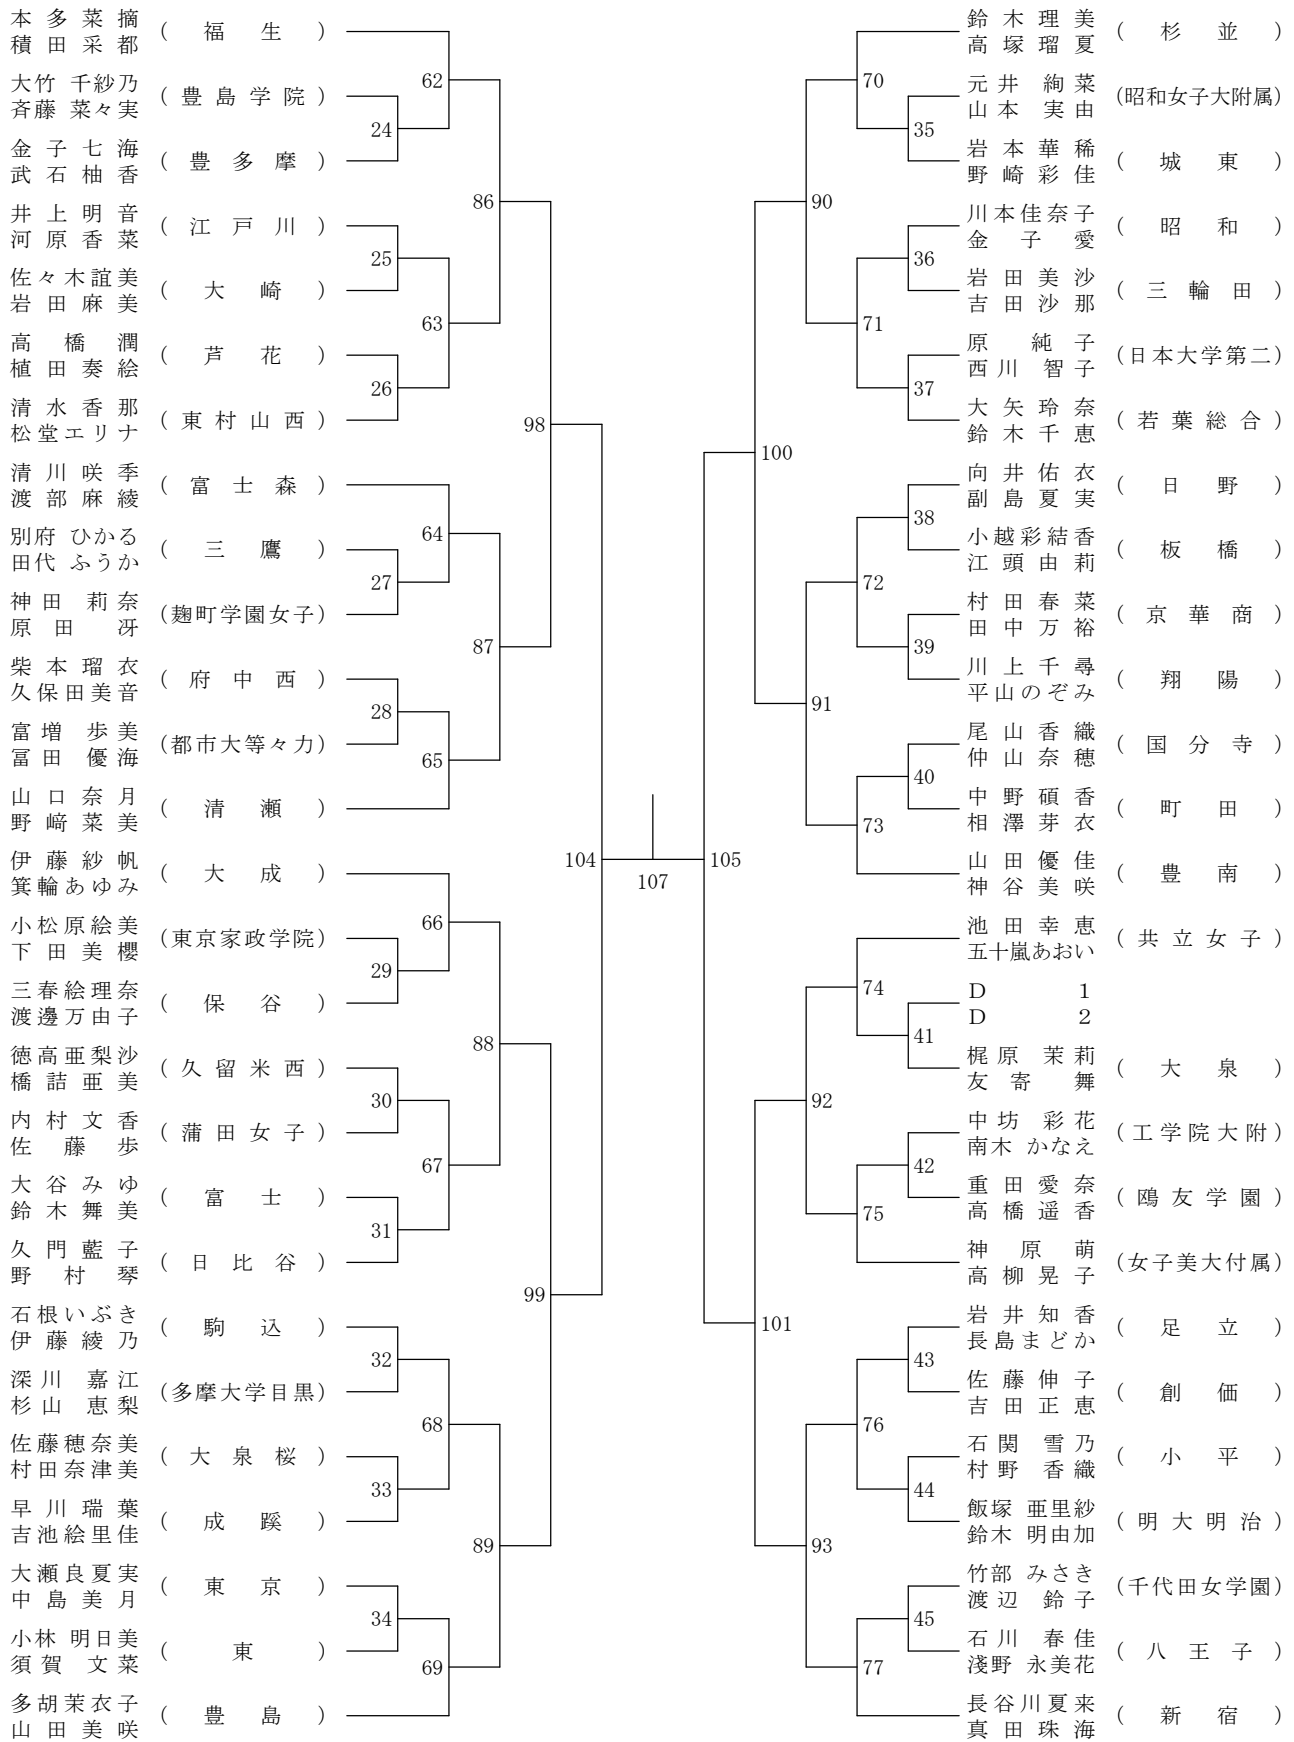 本多菜摘
積田采都
(福生)
大竹 千紗乃
斉藤 菜々実
(豊島学院)
金子七海
武石柚香
(豊多摩)
井上明音
河原香菜
(江戸川)
佐々木誼美
岩田麻美
(大崎)
高橋潤
植田奏絵
(芦花)
清水香那
松堂エリナ
(東村山西)
清川咲季
渡部麻綾
(富士森)
別府 ひかる
田代 ふうか
(三鷹)
神田 莉奈
原田 冴
(麹町学園女子)
柴本瑠衣
久保田美音
(府中西)
富増 歩美
冨田 優海
(都市大等々力)
山口奈月
野﨑菜美
(清瀬)
伊藤紗帆
箕輪あゆみ
(大成)
小松原絵美
下田美櫻
(東京家政学院)
三春絵理奈
渡邊万由子
(保谷)
徳高亜梨沙
橋詰亜美
(久留米西)
内村文香
佐藤歩
(蒲田女子)
大谷みゆ
鈴木舞美
(富士)
久門藍子
野村琴
(日比谷)
石根いぶき
伊藤綾乃
(駒込)
深川 嘉江
杉山 恵梨
(多摩大学目黒)
佐藤穂奈美
村田奈津美
(大泉桜)
早川瑞葉
吉池絵里佳
(成蹊)
大瀬良夏実
中島美月
(東京)
小林 明日美
須賀 文菜
(東)
多胡茉衣子
山田美咲
(豊島)
24
25
26
27
28
29
30
31
32
33
34
62
63
64
65
66
67
68
69
86
87
88
89
98
99
104
107
105
100
101
90
91
92
93
70
71
72
73
74
75
76
77
35
36
37
38
39
40
41
42
43
44
45
鈴木理美
高塚瑠夏
(杉並)
元井 絢菜
山本 実由
(昭和女子大附属)
岩本華稀
野崎彩佳
(城東)
川本佳奈子
金子愛
(昭和)
岩田美沙
吉田沙那
(三輪田)
原 純子
西川 智子
(日本大学第二)
大矢玲奈
鈴木千恵
(若葉総合)
向井佑衣
副島夏実
(日野)
小越彩結香
江頭由莉
(板橋)
村田春菜
田中万裕
(京華商)
川上千尋
平山のぞみ
(翔陽)
尾山香織
仲山奈穂
(国分寺)
中野碩香
相澤芽衣
(町田)
山田優佳
神谷美咲
(豊南)
池田幸恵
五十嵐あおい
(共立女子)
D 1
D 2
梶原 茉莉
友寄 舞
(大泉)
中坊 彩花
南木 かなえ
(工学院大附)
重田愛奈
高橋遥香
(鴎友学園)
神原萌
高柳晃子
(女子美大付属)
岩井知香
長島まどか
(足立)
佐藤伸子
吉田正恵
(創価)
石関 雪乃
村野 香織
(小平)
飯塚 亜里紗
鈴木 明由加
(明大明治)
竹部 みさき
渡辺 鈴子
(千代田女学園)
石川 春佳
淺野 永美花
(八王子)
長谷川夏来
真田珠海
(新宿)